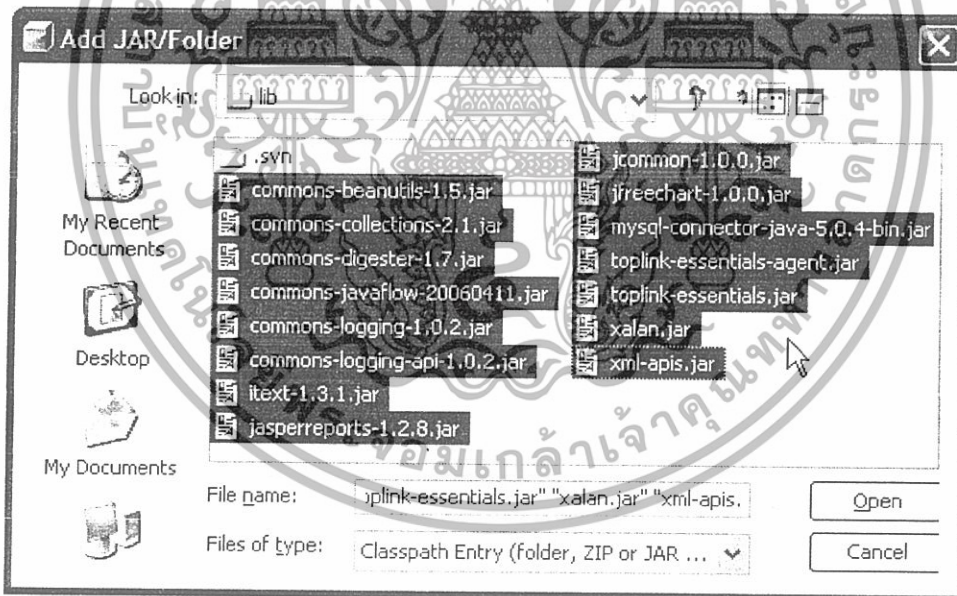 Add JAR/Folder
Look in:
lib
My Recent
Documents
Desktop
My Documents
.svn
commons-beanutils-1.5.jar
commons-collections-2.1.jar
commons-digester-1.7.jar
commons-javaflow-20060411.jar
commons-logging-1.0.2.jar
commons-logging-api-1.0.2.jar
itext-1.3.1.jar
jasperreports-1.2.8.jar
jcommon-1.0.0.jar
jfreechart-1.0.0.jar
mysql-connector-java-5.0.4-bin.jar
toplink-essentials-agent.jar
toplink-essentials.jar
xalan.jar
xml-apis.jar
File name:
oplink-essentials.jar" "xalan.jar" "xml-apis.
Open
Files of type:
Classpath Entry (folder, ZIP or JAR ...
Cancel